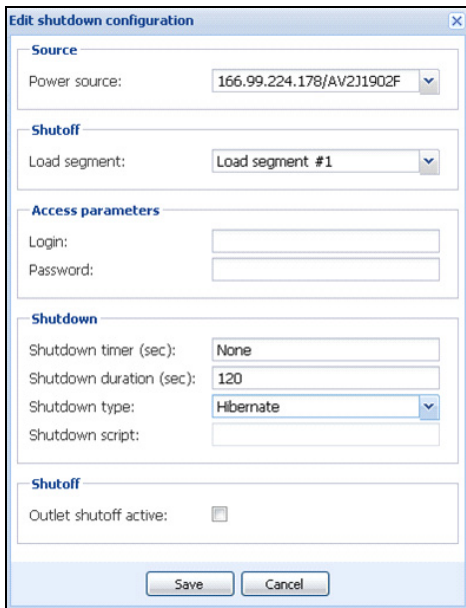 Edit shutdown configuration
Source
Power source: 166.99.224.178/AV2J1902F
Shutoff
Load segment: Load segment #1
Access parameters
Login:
Password:
Shutdown
Shutdown timer (sec): None
Shutdown duration (sec): 120
Shutdown type: Hibernate
Shutdown script:
Shutoff
Outlet shutoff active:
Save Cancel